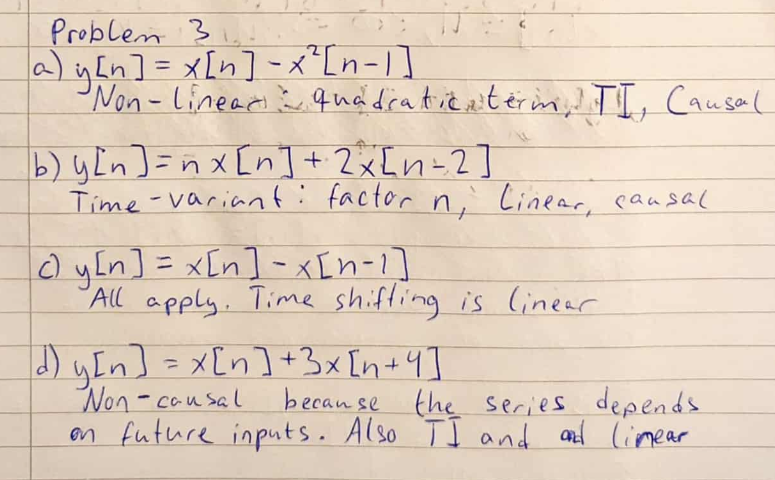 Problem 3
a) y[n] = x[n] - x²[n-1]
Non-linear: quadratic term, TI, Causal
b) y[n] = n x[n] + 2x[n-2]
Time-variant: factor n, Linear, causal
c) y[n] = x[n] - x[n-1]
All apply. Time shifting is linear
d) y[n] = x[n] + 3x[n+4]
Non-causal because the series depends
on future inputs. Also TI and and linear